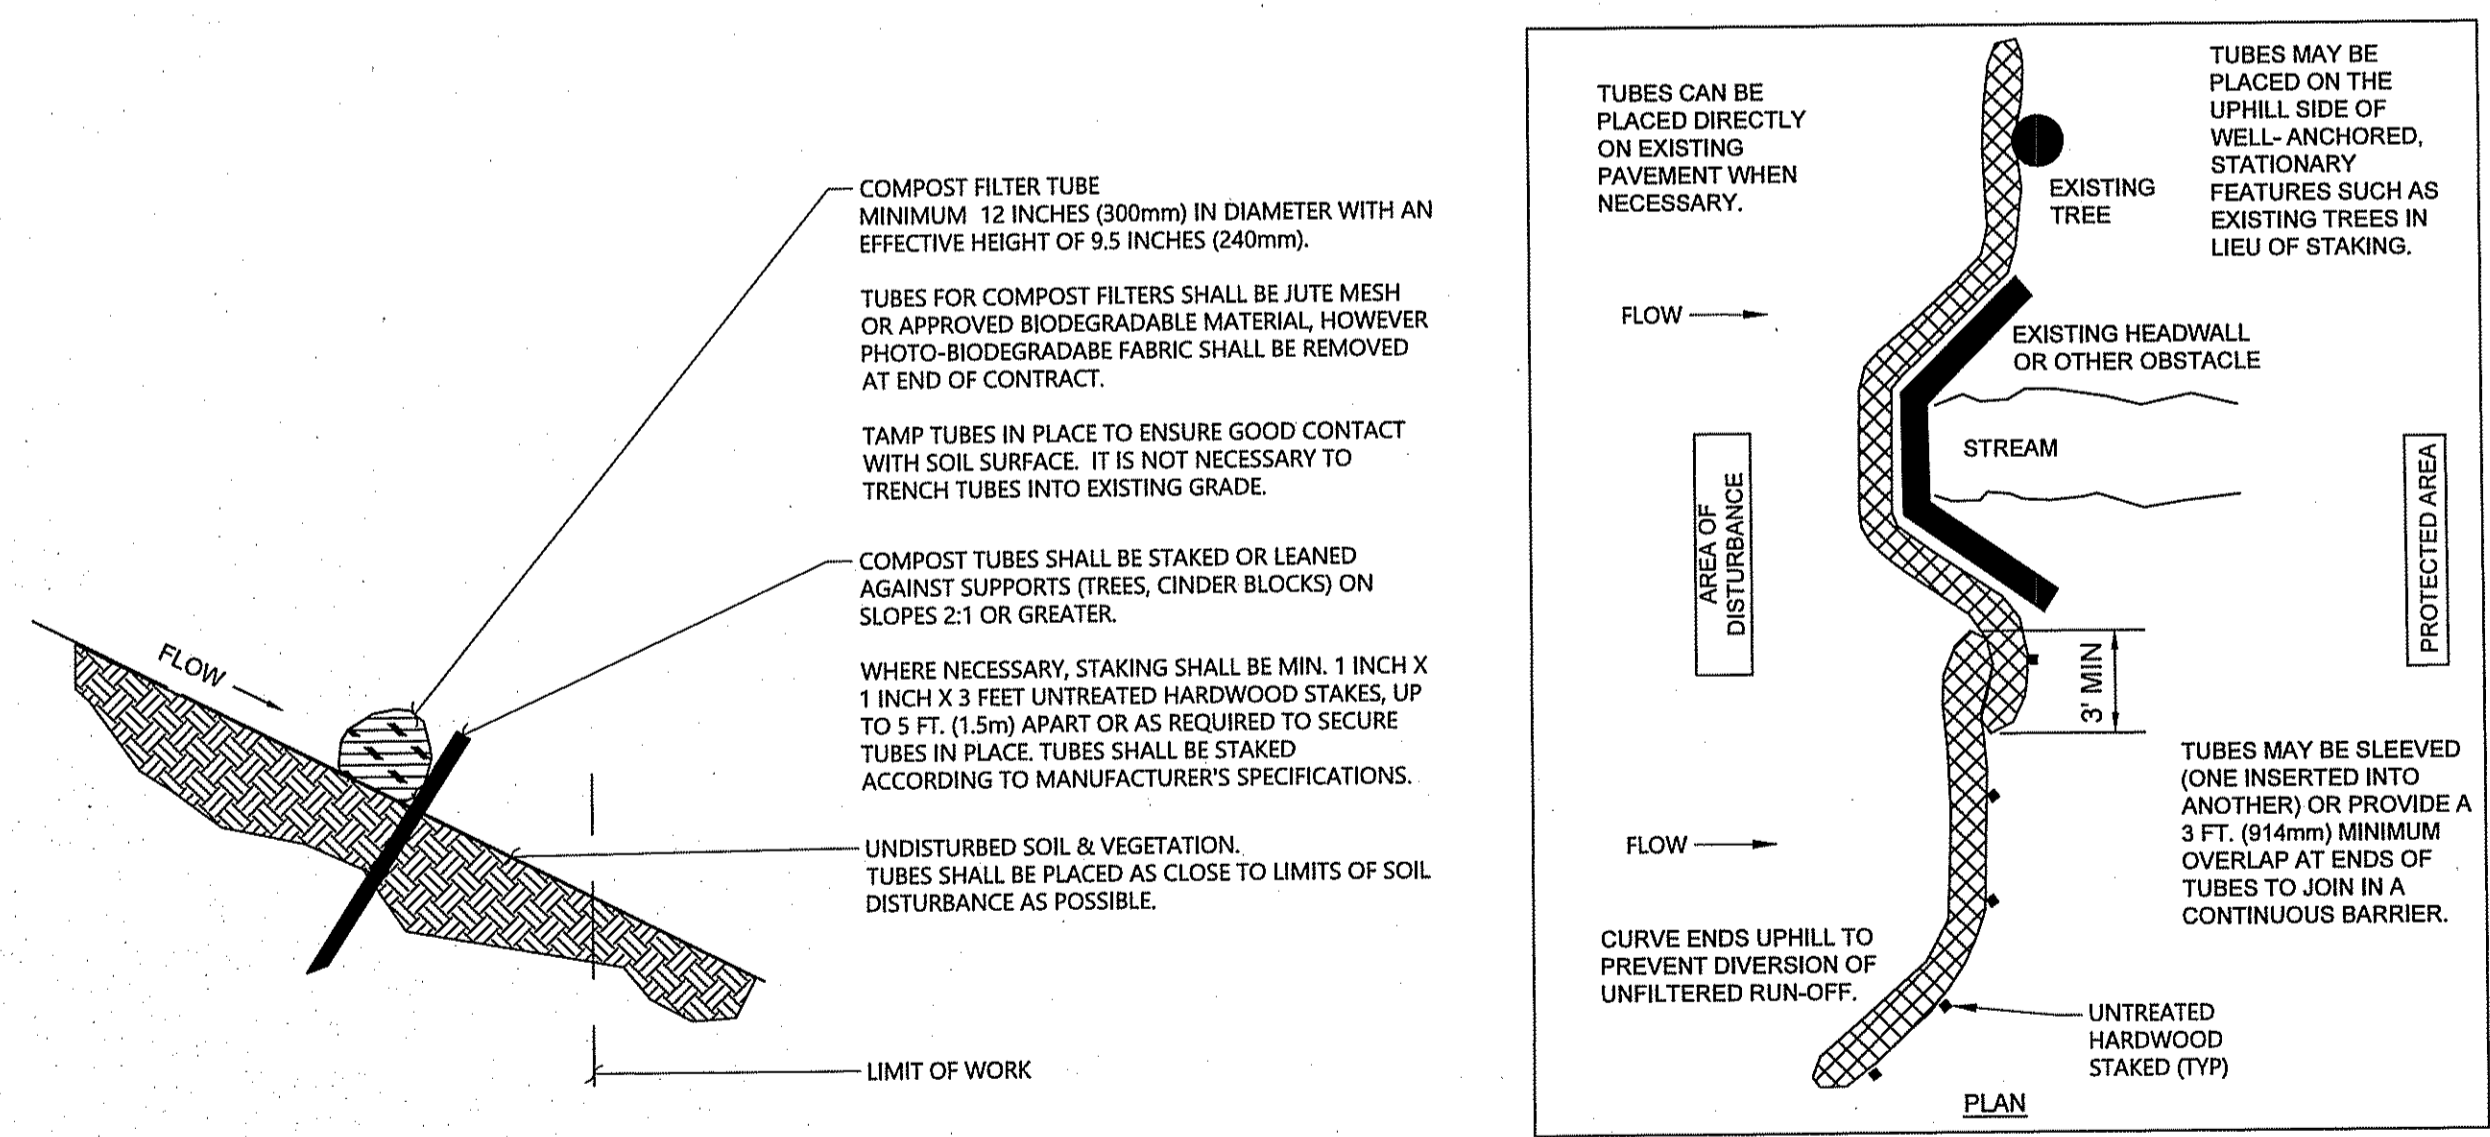 COMPOST FILTER TUBE
MINIMUM 12 INCHES (300mm) IN DIAMETER WITH AN
EFFECTIVE HEIGHT OF 9.5 INCHES (240mm).
TUBES FOR COMPOST FILTERS SHALL BE JUTE MESH
OR APPROVED BIODEGRADABLE MATERIAL, HOWEVER
PHOTO-BIODEGRADABE FABRIC SHALL BE REMOVED
AT END OF CONTRACT.
TAMP TUBES IN PLACE TO ENSURE GOOD CONTACT
WITH SOIL SURFACE. IT IS NOT NECESSARY TO
TRENCH TUBES INTO EXISTING GRADE.
COMPOST TUBES SHALL BE STAKED OR LEANED
AGAINST SUPPORTS (TREES, CINDER BLOCKS) ON
SLOPES 2:1 OR GREATER.
WHERE NECESSARY, STAKING SHALL BE MIN. 1 INCH X
1 INCH X 3 FEET UNTREATED HARDWOOD STAKES, UP
TO 5 FT. (1.5m) APART OR AS REQUIRED TO SECURE
TUBES IN PLACE. TUBES SHALL BE STAKED
ACCORDING TO MANUFACTURER'S SPECIFICATIONS.
FLOW
UNDISTURBED SOIL & VEGETATION.
TUBES SHALL BE PLACED AS CLOSE TO LIMITS OF SOIL
DISTURBANCE AS POSSIBLE.
LIMIT OF WORK
TUBES CAN BE
PLACED DIRECTLY
ON EXISTING
PAVEMENT WHEN
NECESSARY.
TUBES MAY BE
PLACED ON THE
UPHILL SIDE OF
WELL- ANCHORED,
STATIONARY
FEATURES SUCH AS
EXISTING TREES IN
LIEU OF STAKING.
EXISTING
TREE
FLOW
EXISTING HEADWALL
OR OTHER OBSTACLE
STREAM
AREA OF
DISTURBANCE
PROTECTED AREA
3' MIN
TUBES MAY BE SLEEVED
(ONE INSERTED INTO
ANOTHER) OR PROVIDE A
3 FT. (914mm) MINIMUM
OVERLAP AT ENDS OF
TUBES TO JOIN IN A
CONTINUOUS BARRIER.
FLOW
CURVE ENDS UPHILL TO
PREVENT DIVERSION OF
UNFILTERED RUN-OFF.
UNTREATED
HARDWOOD
STAKED (TYP)
PLAN